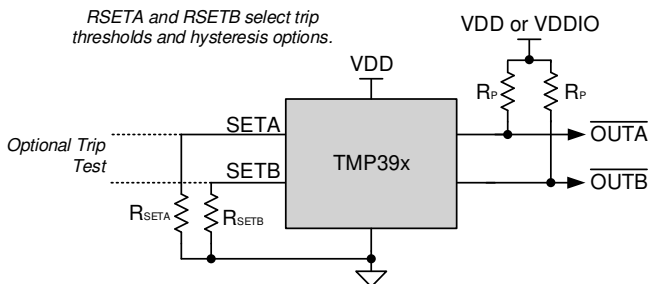 RSETA and RSETB select trip
thresholds and hysteresis options.
VDD or VDDIO
VDD
RP
RP
SETA
OUTA
Optional Trip
Test
TMP39x
SETB
OUTB
RSETA
RSETB